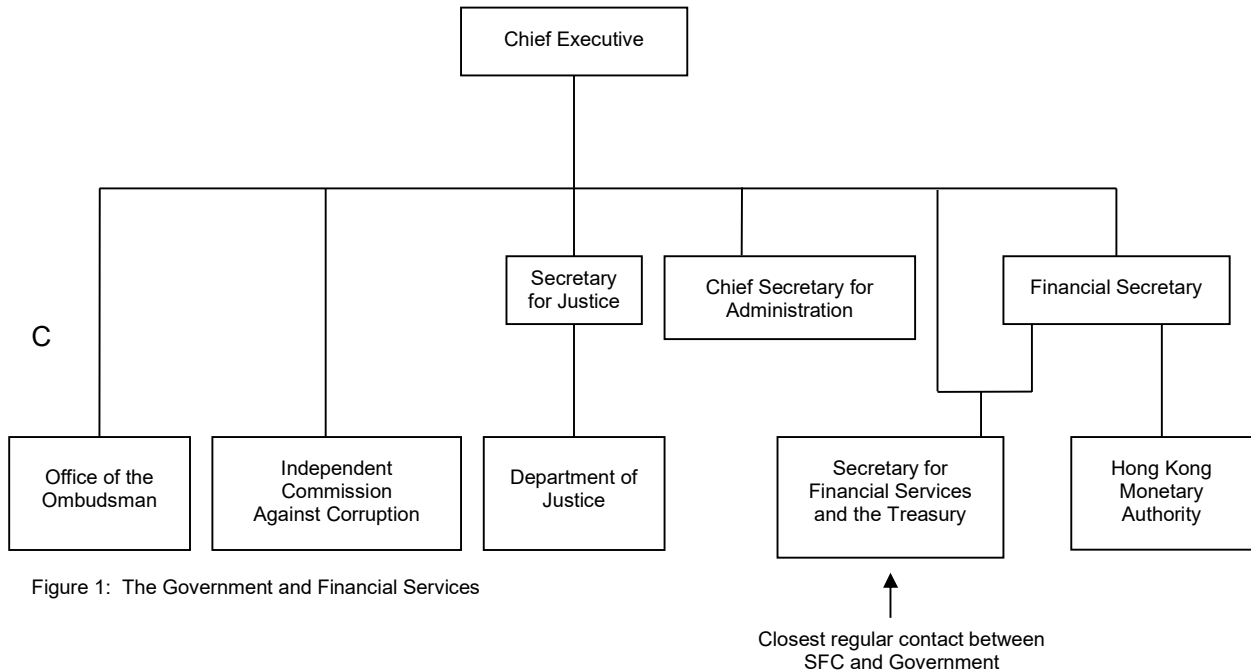 Chief Executive
Secretary
for Justice
Chief Secretary for
Administration
Financial Secretary
C
Office of the
Ombudsman
Independent
Commission
Against Corruption
Department of
Justice
Secretary for
Financial Services
and the Treasury
Hong Kong
Monetary
Authority
Figure 1: The Government and Financial Services
Closest regular contact between
SFC and Government